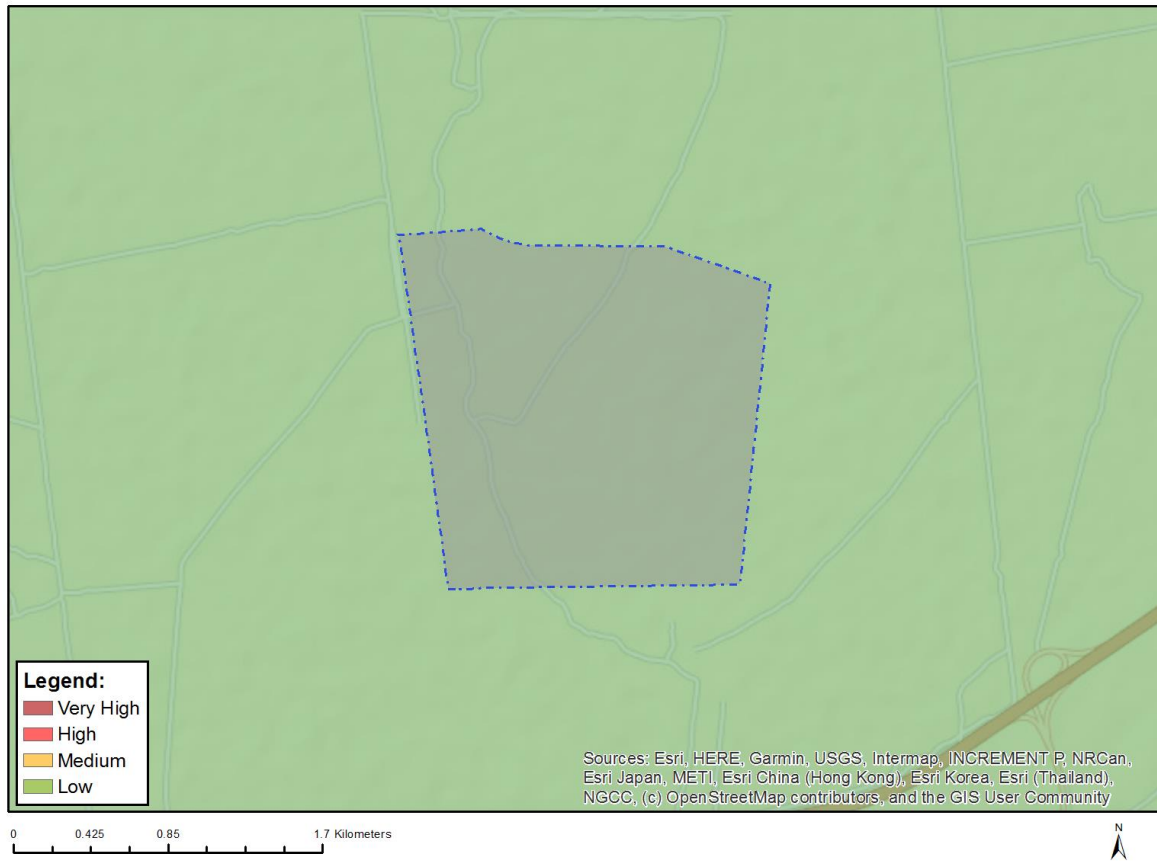 Legend:
Very High
High
Medium
Low
Sources: Esri, HERE, Garmin, USGS, Intermap, INCREMENT P, NRCan,
Esri Japan, METI, Esri China (Hong Kong), Esri Korea, Esri (Thailand),
NGCC, (c) OpenStreetMap contributors, and the GIS User Community
0 0.425 0.85 1.7 Kilometers
N